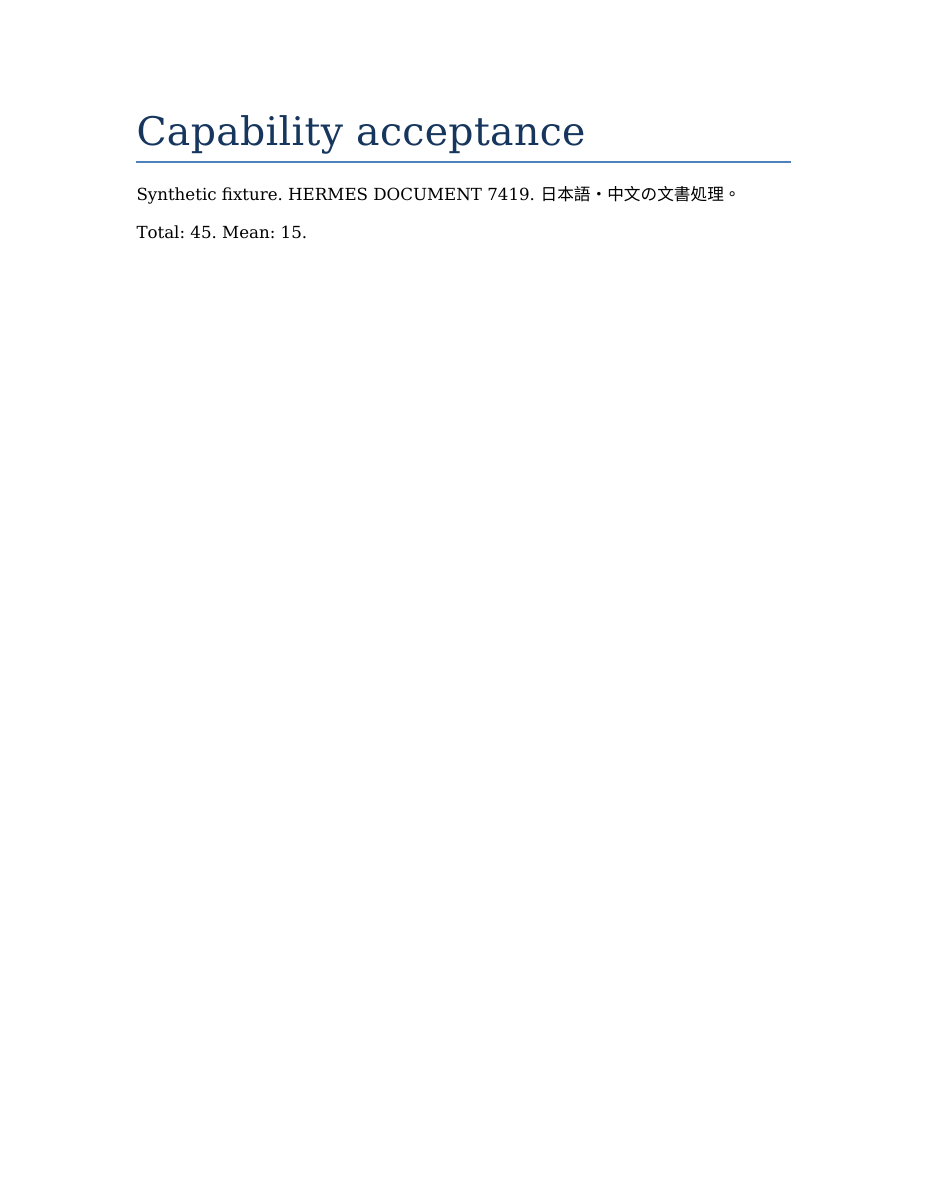 Capability acceptance
Synthetic fixture. HERMES DOCUMENT 7419. 日本語・中文の文書処理。
Total: 45. Mean: 15.